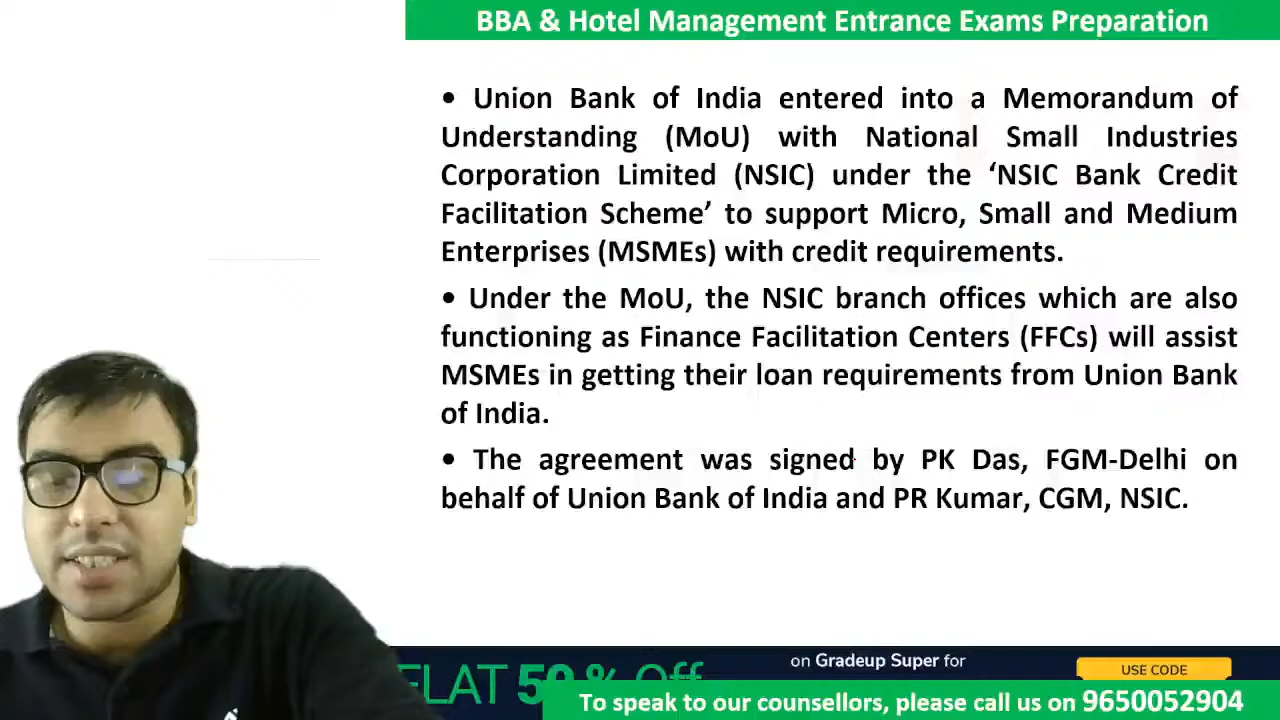 BBA & Hotel Management Entrance Exams Preparation
• Union Bank of India entered into a Memorandum of
Understanding (MoU) with National Small Industries
Corporation Limited (NSIC) under the ‘NSIC Bank Credit
Facilitation Scheme’ to support Micro, Small and Medium
Enterprises (MSMEs) with credit requirements.
• Under the MoU, the NSIC branch offices which are also
functioning as Finance Facilitation Centers (FFCs) will assist
MSMEs in getting their loan requirements from Union Bank
of India.
• The agreement was signed by PK Das, FGM-Delhi on
behalf of Union Bank of India and PR Kumar, CGM, NSIC.
on Gradeup Super for
USE CODE
Off
To speak to our counsellors, please call us on 9650052904